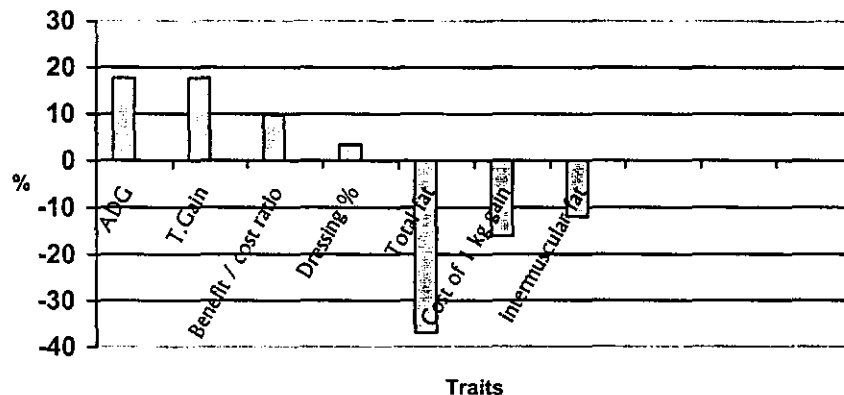 30
20
10
0
%
-10
-20
-30
-40
ADG
T.Gain
Benefit / cost ratio
Dressing %
Total fat
Cost of 1 kg gain
intermuscular fat
Traits